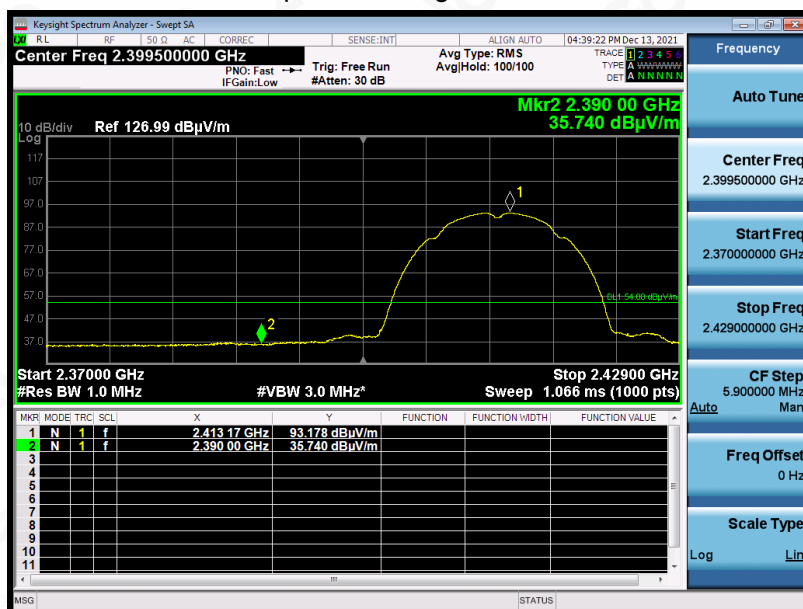 Keysight Spectrum Analyzer - Swept SA
LXI RL RF 50 Ω AC CORREC SENSE:INT ALIGN AUTO 04:39:22 PM Dec 13, 2021
Center Freq 2.399500000 GHz
PNO: Fast
IFGain:Low
Trig: Free Run
#Atten: 30 dB
Avg Type: RMS
Avg|Hold: 100/100
TRACE 1 2 3 4 5 6
TYPE A WWWWW
DET A N N N N N
Mkr2 2.390 00 GHz
35.740 dBµV/m
10 dB/div Ref 126.99 dBµV/m
Log
117
107
97.0
87.0
77.0
67.0
57.0
47.0
37.0
1
2
DL1 54.00 dBµV/m
Start 2.37000 GHz Stop 2.42900 GHz
#Res BW 1.0 MHz #VBW 3.0 MHz* Sweep 1.066 ms (1000 pts)
MKR MODE TRC SCL X Y FUNCTION FUNCTION WIDTH FUNCTION VALUE
1 N 1 f 2.413 17 GHz 93.178 dBµV/m
2 N 1 f 2.390 00 GHz 35.740 dBµV/m
3
4
5
6
7
8
9
10
11
MSG STATUS
Frequency
Auto Tune
Center Freq
2.399500000 GHz
Start Freq
2.370000000 GHz
Stop Freq
2.429000000 GHz
CF Step
5.900000 MHz
Auto Man
Freq Offset
0 Hz
Scale Type
Log Lin